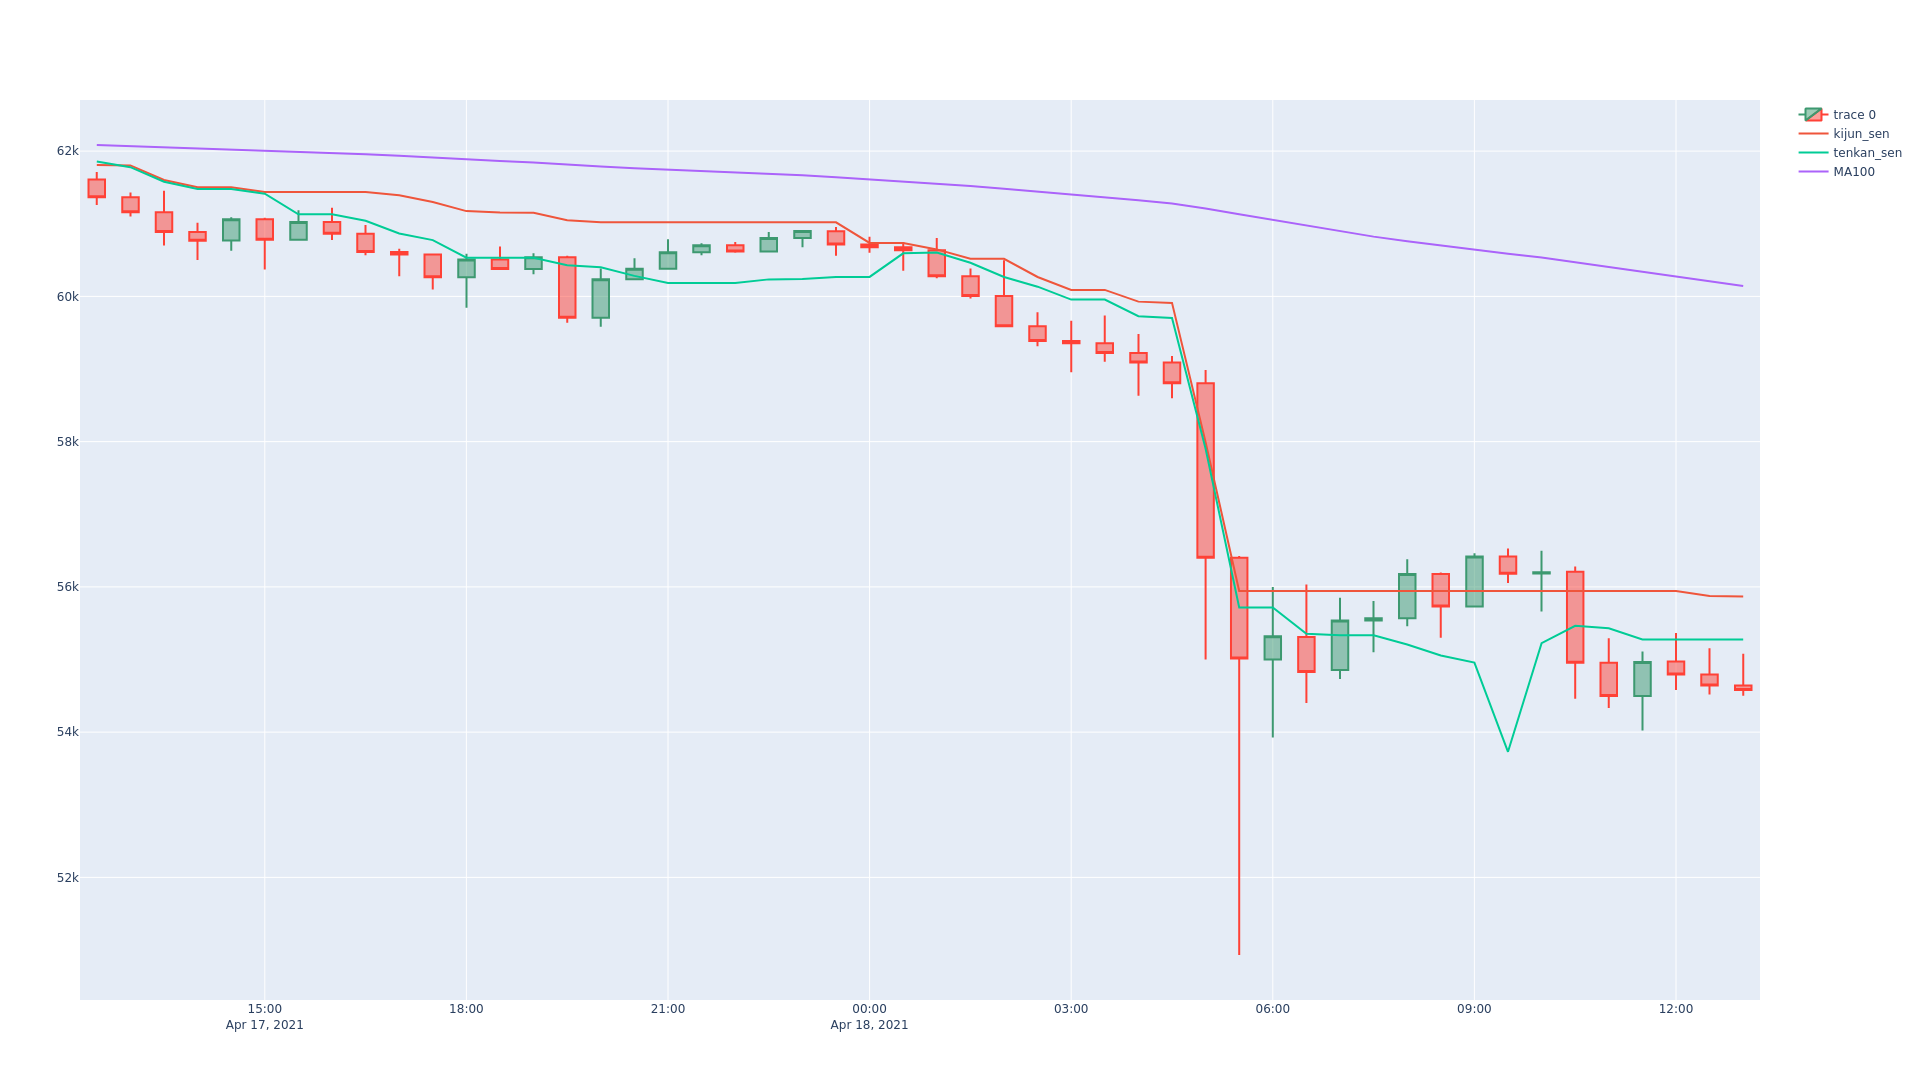 trace 0
kijun_sen
tenkan_sen
MA100
62k
60k
58k
56k
54k
52k
15:00
Apr 17, 2021
18:00
21:00
00:00
Apr 18, 2021
03:00
06:00
09:00
12:00